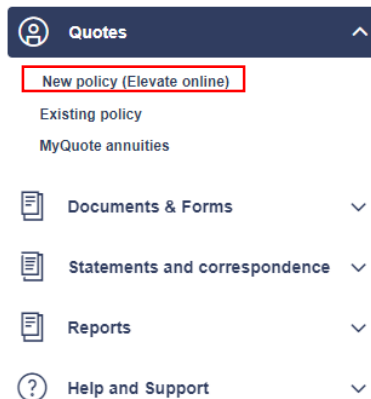 Quotes
New policy (Elevate online)
Existing policy
MyQuote annuities
Documents & Forms
Statements and correspondence
Reports
Help and Support